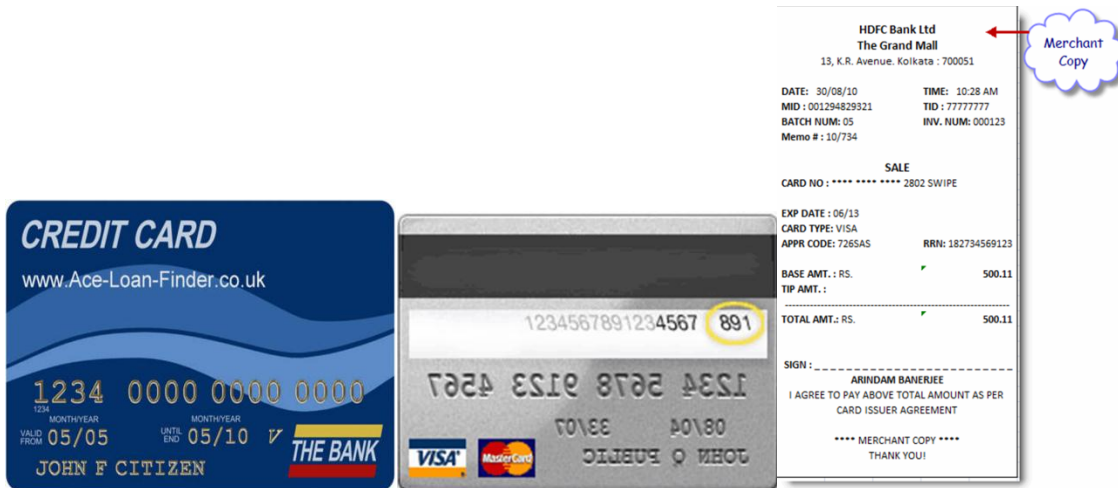 CREDIT CARD
www.Ace-Loan-Finder.co.uk
1234 0000 0000 0000
1234
MONTH/YEAR MONTH/YEAR
VALID FROM 05/05 UNTIL END 05/10 V
THE BANK
JOHN F CITIZEN
1234567891234567 891
1234 5678 9123 4567
08/04 33/07
JOHN Q PUBLIC
VISA MasterCard
HDFC Bank Ltd
The Grand Mall
13, K.R. Avenue. Kolkata : 700051
DATE: 30/08/10 TIME: 10:28 AM
MID : 001294829321 TID : 77777777
BATCH NUM: 05 INV. NUM: 000123
Memo # : 10/734
SALE
CARD NO : **** **** **** 2802 SWIPE
EXP DATE : 06/13
CARD TYPE: VISA
APPR CODE: 726SAS RRN: 182734569123
BASE AMT. : RS. 500.11
TIP AMT. :
TOTAL AMT.: RS. 500.11
SIGN :
ARINDAM BANERJEE
I AGREE TO PAY ABOVE TOTAL AMOUNT AS PER
CARD ISSUER AGREEMENT
**** MERCHANT COPY ****
THANK YOU!
Merchant
Copy